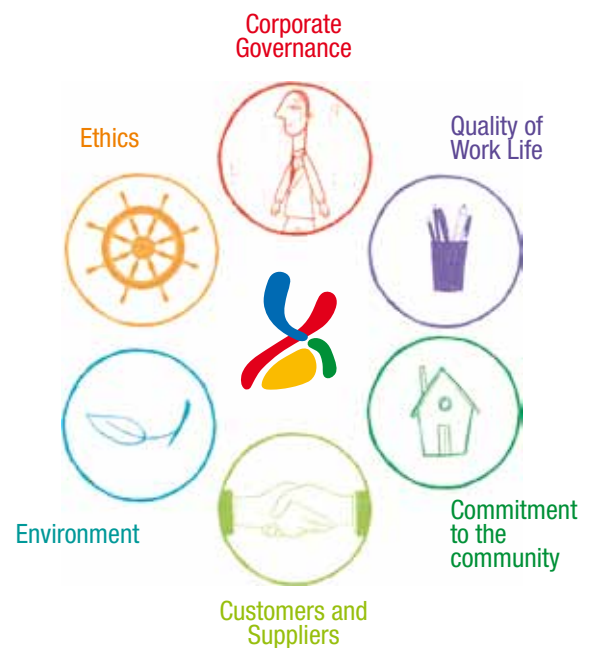 Corporate
Governance
Ethics
Quality of
Work Life
Environment
Commitment
to the
community
Customers and
Suppliers